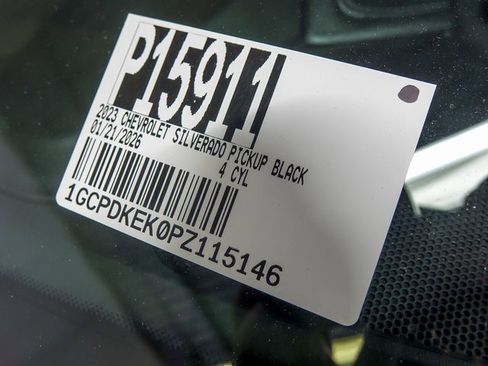 P15911
2023 CHEVROLET SILVERADO PICKUP BLACK
01/21/2026 4 CYL
1GCPDKEK0PZ115146